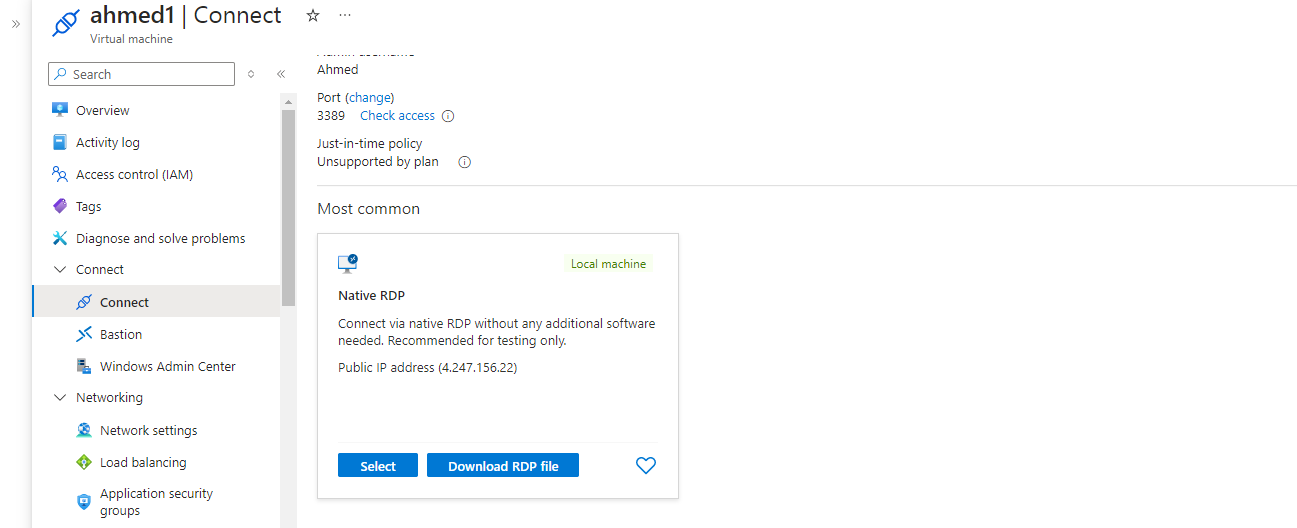 ahmed1 | Connect
Virtual machine
Search
Overview
Activity log
Access control (IAM)
Tags
Diagnose and solve problems
Connect
Connect
Bastion
Windows Admin Center
Networking
Network settings
Load balancing
Application security
groups
Ahmed
Port (change)
3389 Check access
Just-in-time policy
Unsupported by plan
Most common
Local machine
Native RDP
Connect via native RDP without any additional software
needed. Recommended for testing only.
Public IP address (4.247.156.22)
Select
Download RDP file